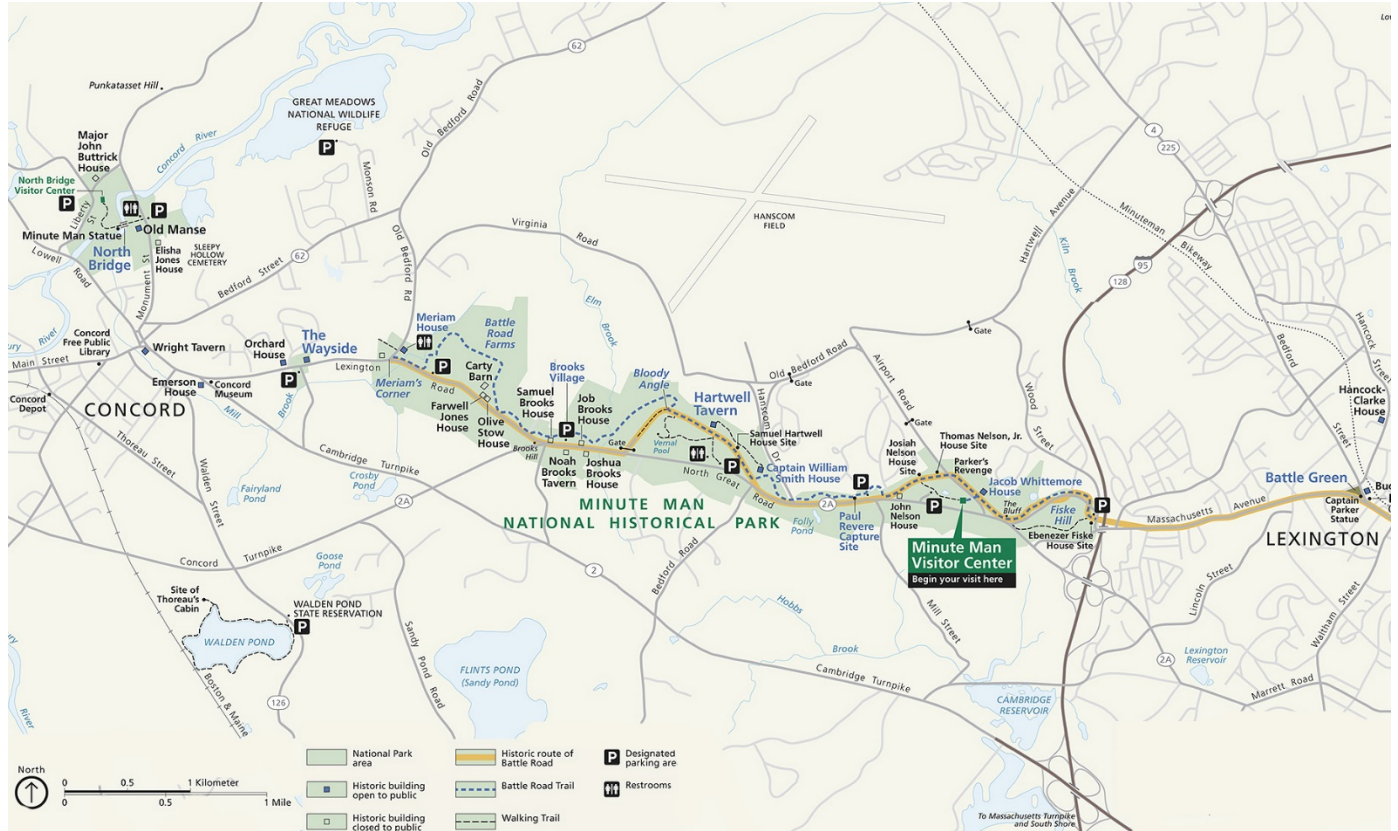 62
Punkatasset Hill
GREAT MEADOWS
NATIONAL WILDLIFE
REFUGE
P
Concord
River
Old Bedford Road
Monson Rd
Major
John
Buttrick
House
North Bridge
Visitor Center
P
Liberty
St
P
Minute Man Statue
Old Manse
North
Bridge
Elisha
Jones
House
SLEEPY
HOLLOW
CEMETERY
Lowell
Road
Monument St
Bedford Street
62
Old Bedford Rd
Virginia
Road
HANSCOM
FIELD
4
225
Hartwell
Avenue
Minuteman
Bikeway
Kiln
Brook
95
128
Bedford
Hancock
Street
River
Concord
Free Public
Library
Main Street
Wright Tavern
Orchard
House
The
Wayside
P
Lexington
Road
Emerson
House
Concord
Museum
Concord
Depot
CONCORD
Mill
Brook
Meriam
House
Meriam's
Corner
P
Battle
Road
Farms
Carty
Barn
Farwell
Jones
House
Olive
Stow
House
Samuel
Brooks
House
Brooks
Village
P
Job
Brooks
House
Brooks
Hill
Noah
Brooks
Tavern
Joshua
Brooks
House
Gate
Elm
Brook
Bloody
Angle
Vernal
Pool
Hartwell
Tavern
Samuel Hartwell
House Site
P
Captain William
Smith House
Hanscom
Dr
Old Bedford Road
Gate
Gate
Airport Road
Gate
Wood
Street
North Great
Road
MINUTE MAN
NATIONAL HISTORICAL PARK
Folly
Pond
2A
P
Paul
Revere
Capture
Site
Josiah
Nelson
House
Site
John
Nelson
House
Thomas Nelson, Jr.
House Site
Parker's
Revenge
P
Jacob Whittemore
House
The
Bluff
Fiske
Hill
P
Ebenezer Fiske
House Site
Minute Man
Visitor Center
Begin your visit here
Massachusetts
Avenue
Hancock-
Clarke
House
Battle Green
Captain
Parker
Statue
LEXINGTON
Thoreau Street
Walden Street
Cambridge Turnpike
Crosby
Pond
2A
Fairyland
Pond
Concord
Turnpike
Goose
Pond
Site of
Thoreau's
Cabin
WALDEN POND
STATE RESERVATION
P
WALDEN POND
Boston & Maine
126
Sandy Pond Road
FLINTS POND
(Sandy Pond)
2
Bedford Road
Hobbs
Brook
Cambridge Turnpike
Mill Street
CAMBRIDGE
RESERVOIR
Lincoln Street
Waltham Street
2A
Lexington
Reservoir
Marrett Road
River
To Massachusetts Turnpike
and South Shore
North
0 0.5 1 Kilometer
0 0.5 1 Mile
National Park
area
Historic building
open to public
Historic building
closed to public
Historic route of
Battle Road
Battle Road Trail
Walking Trail
P
Designated
parking are
Restrooms